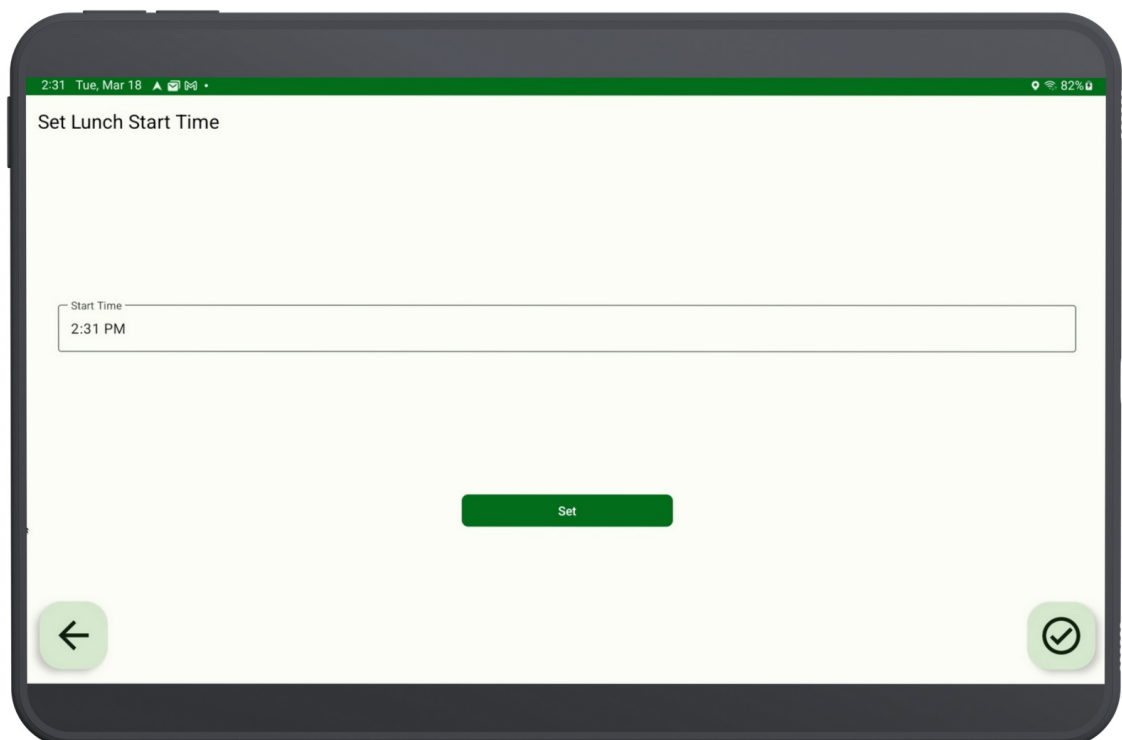 2:31 Tue, Mar 18 82%
Set Lunch Start Time
Start Time
2:31 PM
Set